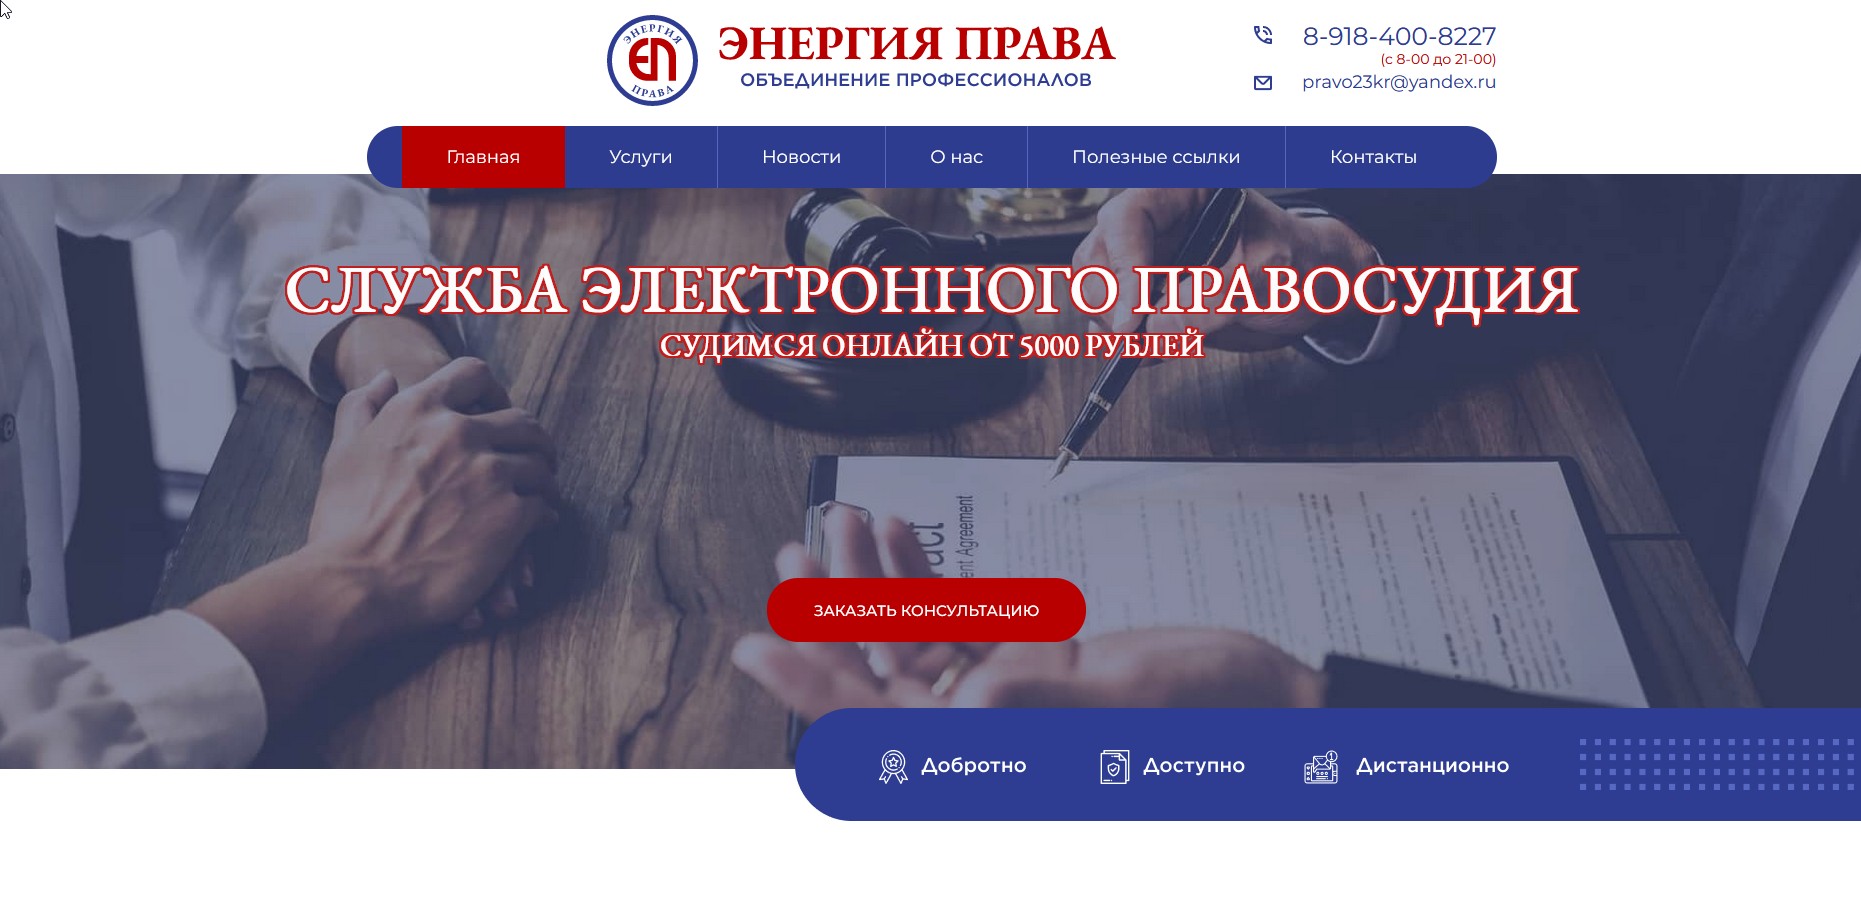 ЭНЕРГИЯ
ЕП
ПРАВА
ЭНЕРГИЯ ПРАВА
ОБЪЕДИНЕНИЕ ПРОФЕССИОНАЛОВ
8-918-400-8227
(с 8-00 до 21-00)
pravo23kr@yandex.ru
Главная
Услуги
Новости
О нас
Полезные ссылки
Контакты
СЛУЖБА ЭЛЕКТРОННОГО ПРАВОСУДИЯ
СУДИМСЯ ОНЛАЙН ОТ 5000 РУБЛЕЙ
Agreement
ЗАКАЗАТЬ КОНСУЛЬТАЦИЮ
Добротно
Доступно
Дистанционно